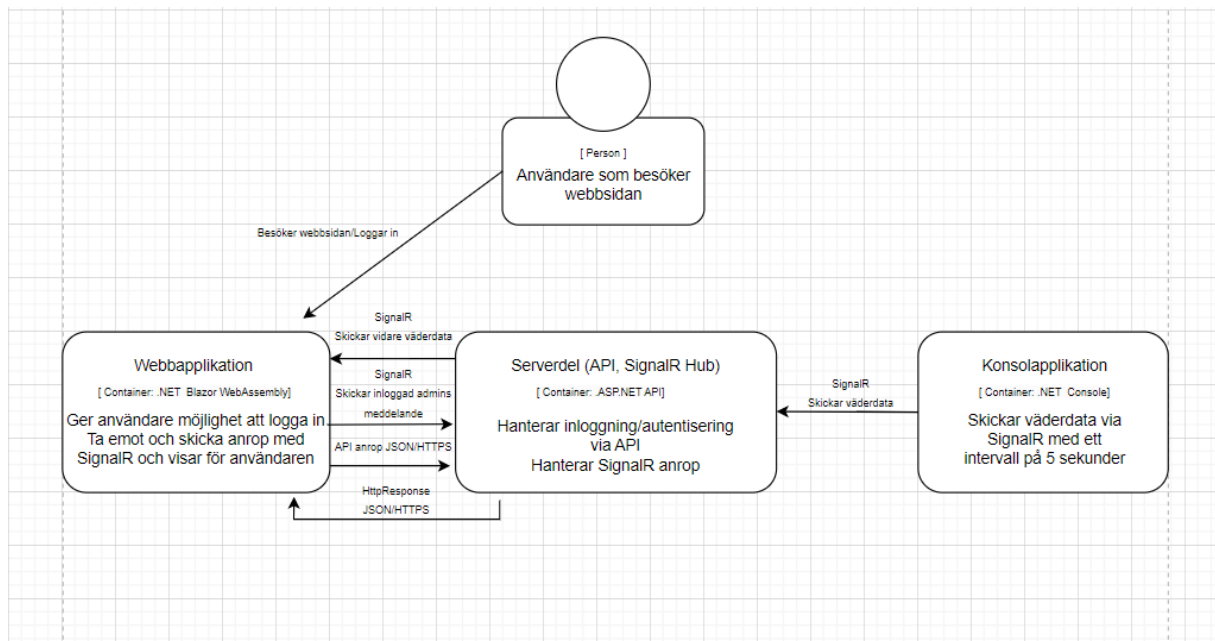 [ Person ]
Användare som besöker
webbsidan
Besöker webbsidan/Loggar in
SignalR
Skickar vidare väderdata
SignalR
Skickar inloggad admins
meddelande
API anrop JSON/HTTPS
HttpResponse
JSON/HTTPS
Webbapplikation
[ Container: .NET Blazor WebAssembly]
Ger användare möjlighet att logga in
Ta emot och skicka anrop med
SignalR och visar för användaren
Serverdel (API, SignalR Hub)
[ Container: .ASP.NET API]
Hanterar inloggning/autentisering
via API
Hanterar SignalR anrop
SignalR
Skickar väderdata
Konsolapplikation
[ Container: .NET Console]
Skickar väderdata via
SignalR med ett
intervall på 5 sekunder